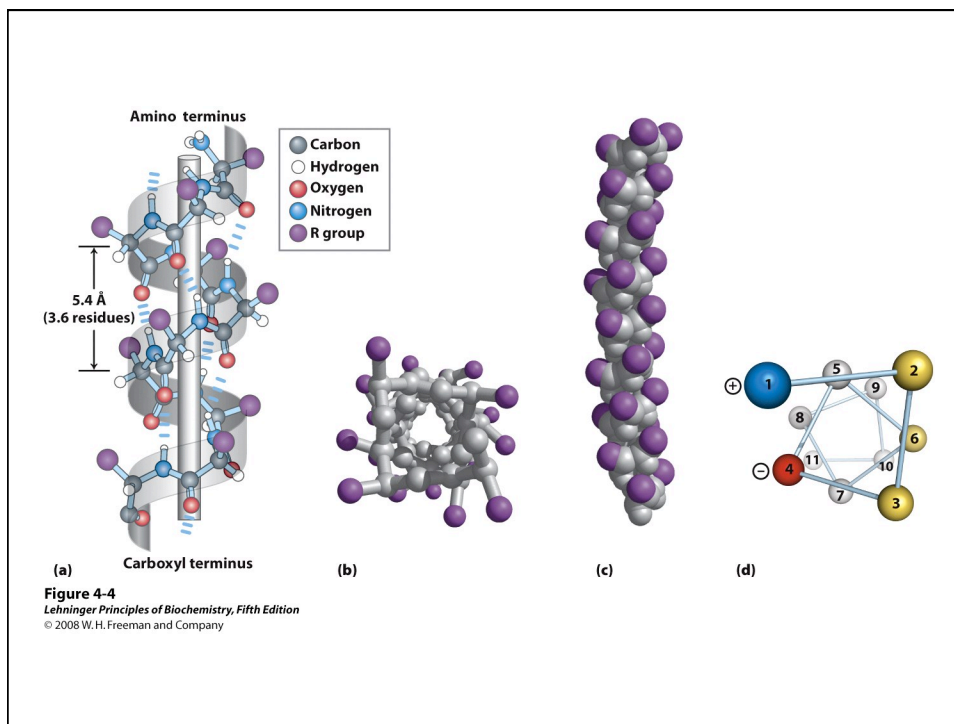 Amino terminus
Carbon
Hydrogen
Oxygen
Nitrogen
R group
5.4 Å
(3.6 residues)
Carboxyl terminus
(a)
(b)
(c)
1
2
3
4
5
6
7
8
9
10
11
+
−
(d)
Figure 4-4
Lehninger Principles of Biochemistry, Fifth Edition
© 2008 W. H. Freeman and Company